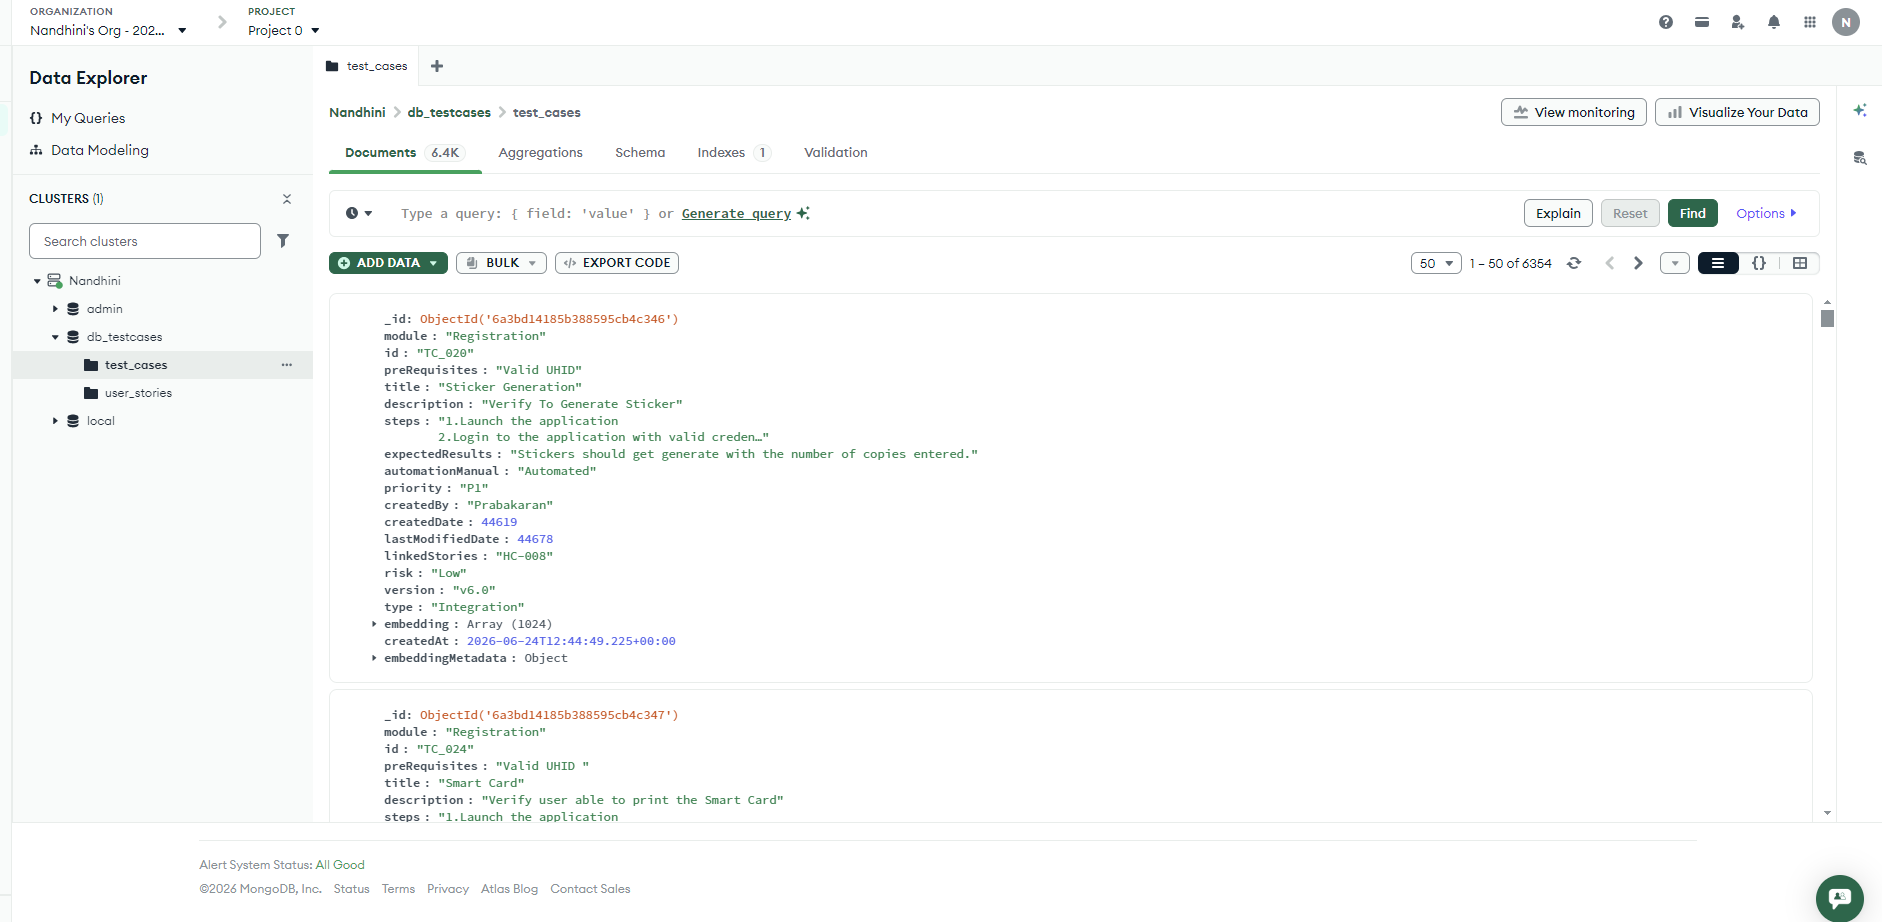 ORGANIZATION
Nandhini's Org - 202...
PROJECT
Project 0
N
Data Explorer
My Queries
Data Modeling
CLUSTERS (1)
Search clusters
Nandhini
admin
db_testcases
test_cases
user_stories
local
test_cases
Nandhini > db_testcases > test_cases
View monitoring
Visualize Your Data
Documents 6.4K
Aggregations
Schema
Indexes 1
Validation
Type a query: { field: 'value' } or Generate query
Explain
Reset
Find
Options
ADD DATA
BULK
EXPORT CODE
50
1 – 50 of 6354
_id: ObjectId('6a3bd14185b388595cb4c346')
module : "Registration"
id : "TC_020"
preRequisites : "Valid UHID"
title : "Sticker Generation"
description : "Verify To Generate Sticker"
steps : "1.Launch the application
2.Login to the application with valid creden…"
expectedResults : "Stickers should get generate with the number of copies entered."
automationManual : "Automated"
priority : "P1"
createdBy : "Prabakaran"
createdDate : 44619
lastModifiedDate : 44678
linkedStories : "HC-008"
risk : "Low"
version : "v6.0"
type : "Integration"
embedding : Array (1024)
createdAt : 2026-06-24T12:44:49.225+00:00
embeddingMetadata : Object
_id: ObjectId('6a3bd14185b388595cb4c347')
module : "Registration"
id : "TC_024"
preRequisites : "Valid UHID "
title : "Smart Card"
description : "Verify user able to print the Smart Card"
steps : "1.Launch the application
Alert System Status: All Good
©2026 MongoDB, Inc. Status Terms Privacy Atlas Blog Contact Sales